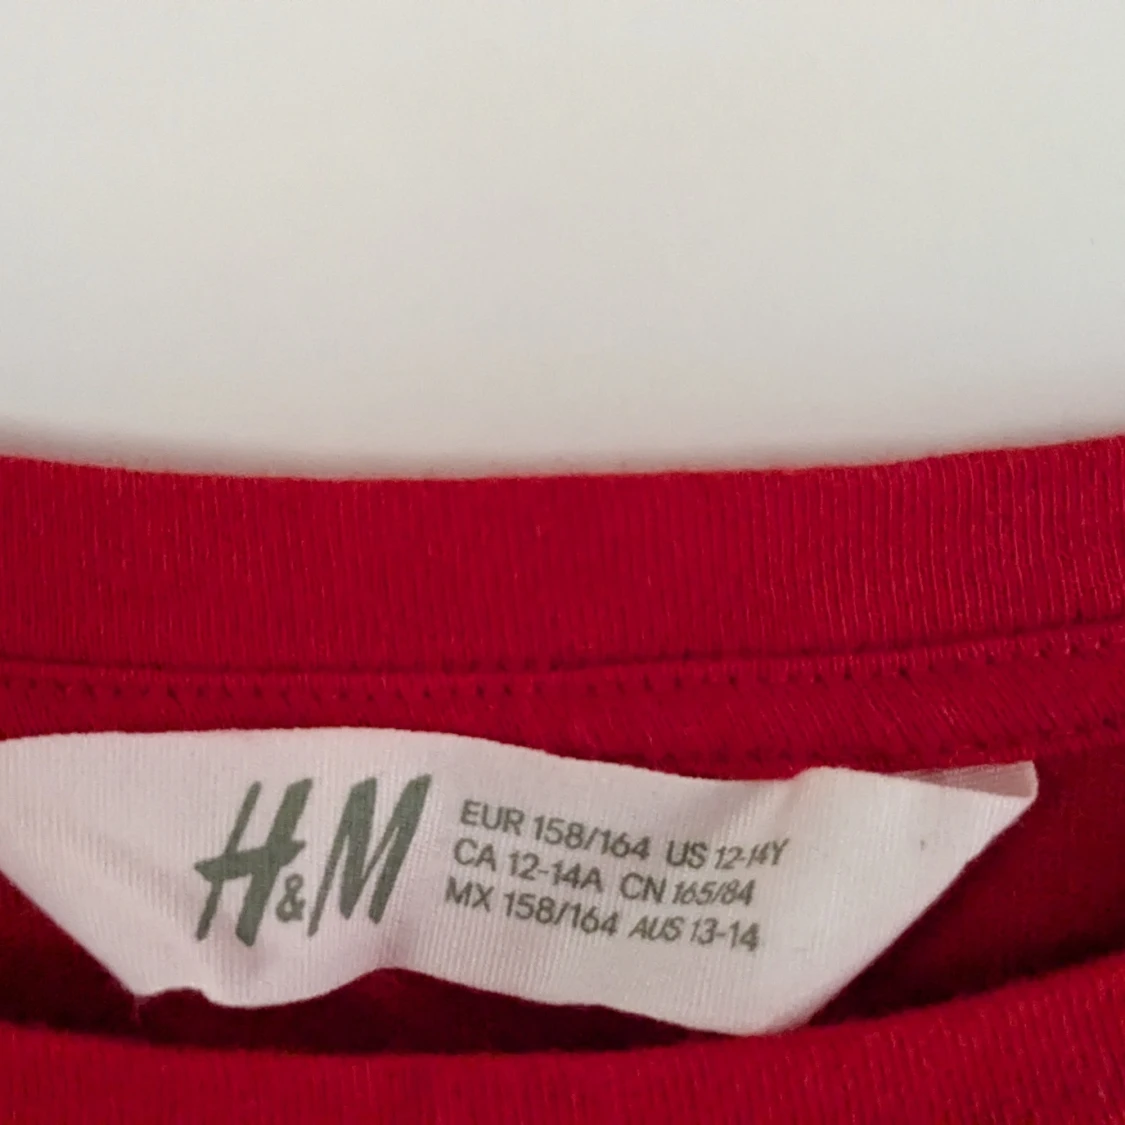 H&M
EUR 158/164 US 12-14Y
CA 12-14A CN 165/84
MX 158/164 AUS 13-14